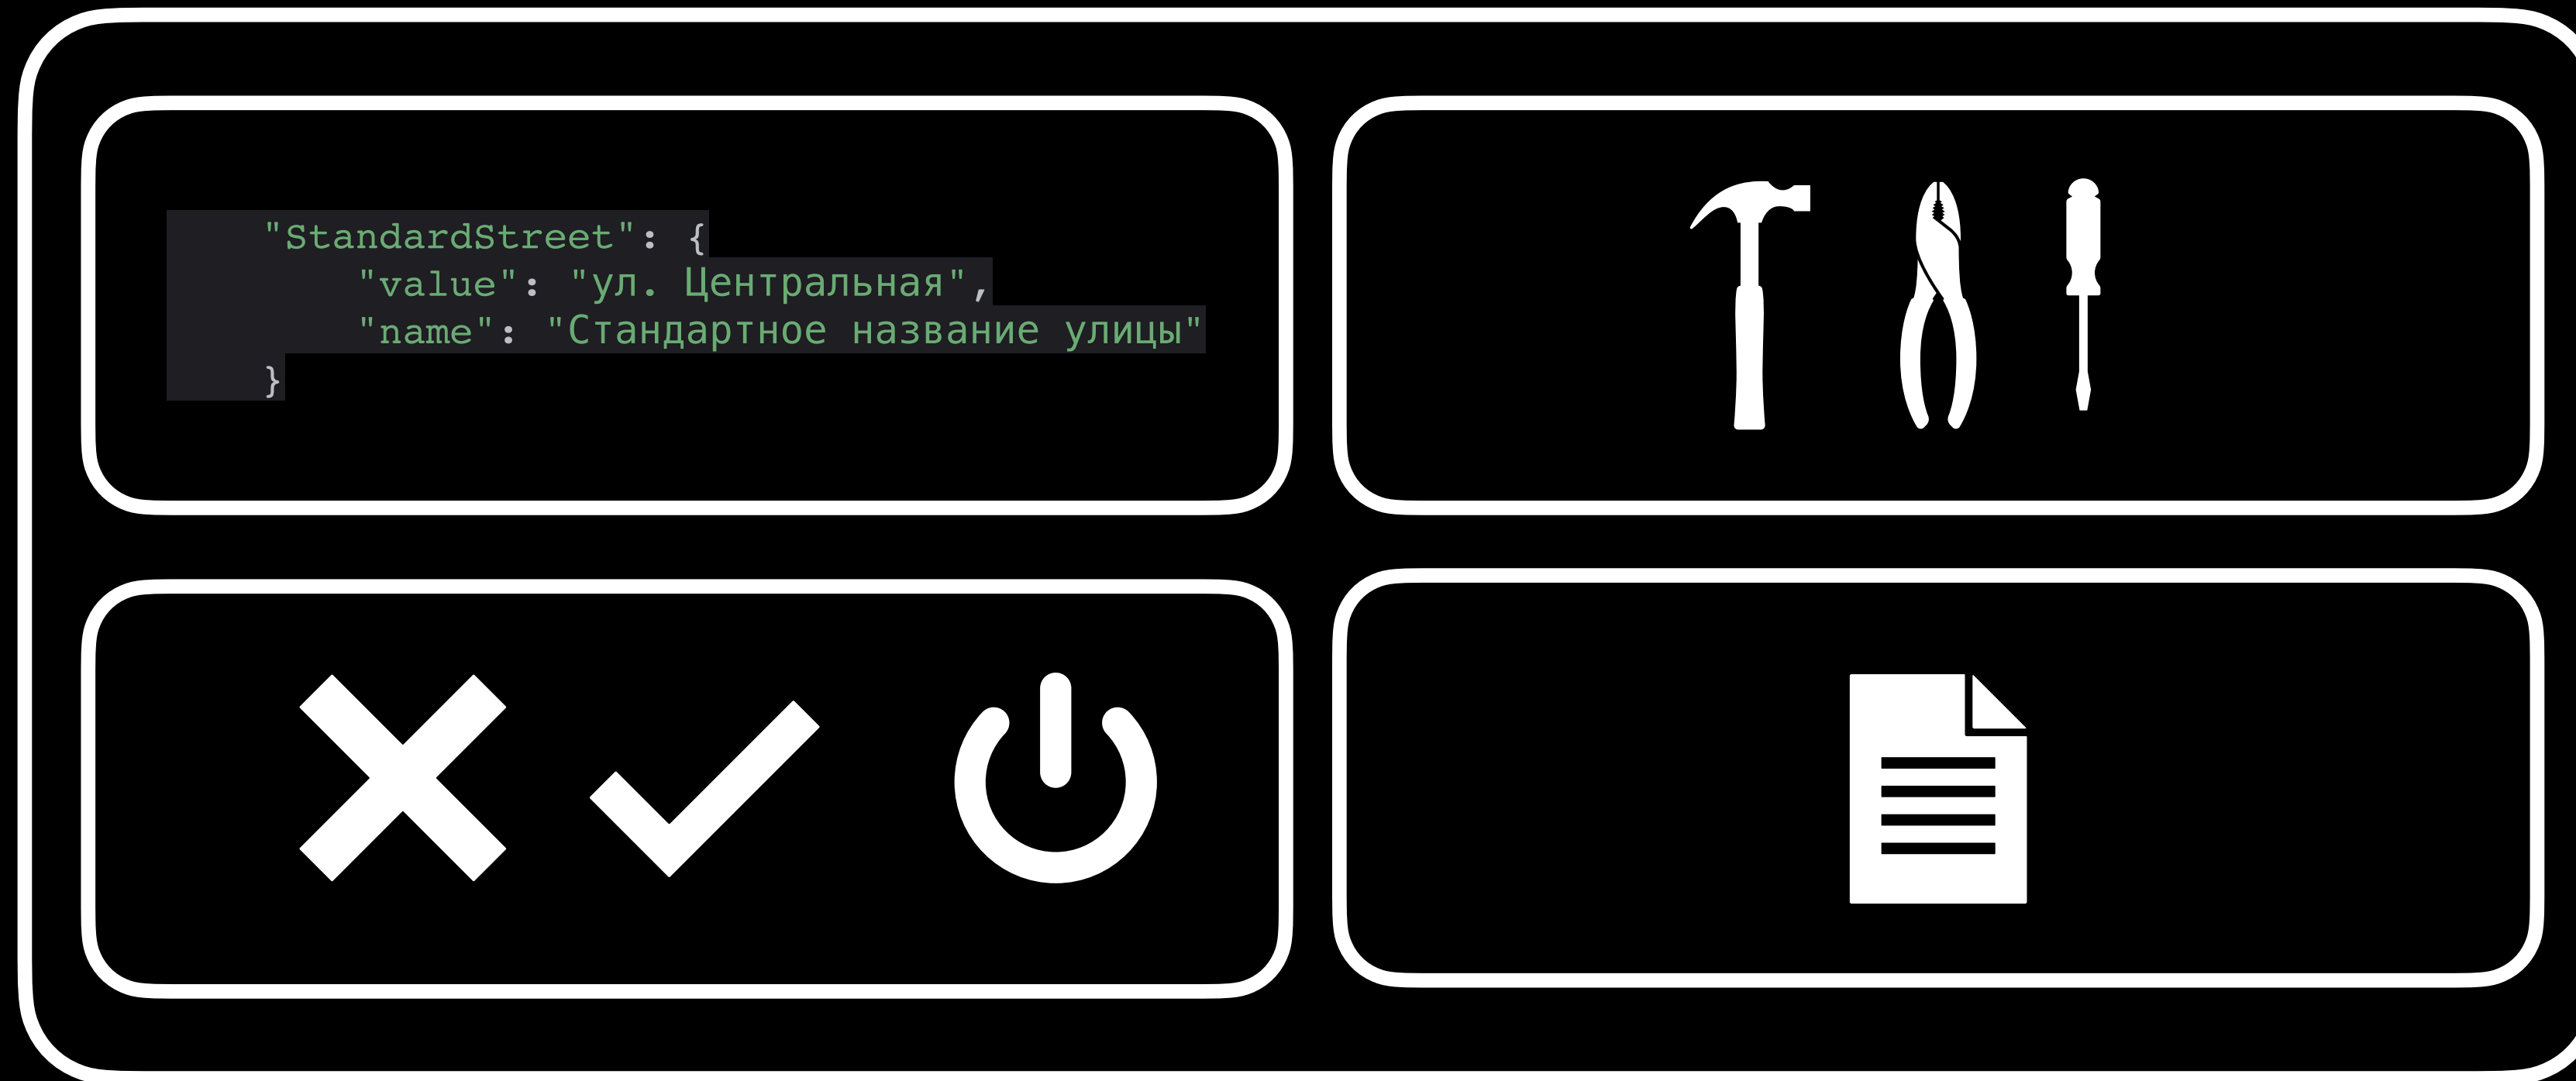 "StandardStreet": {
"value": "ул. Центральная",
"name": "Стандартное название улицы"
}